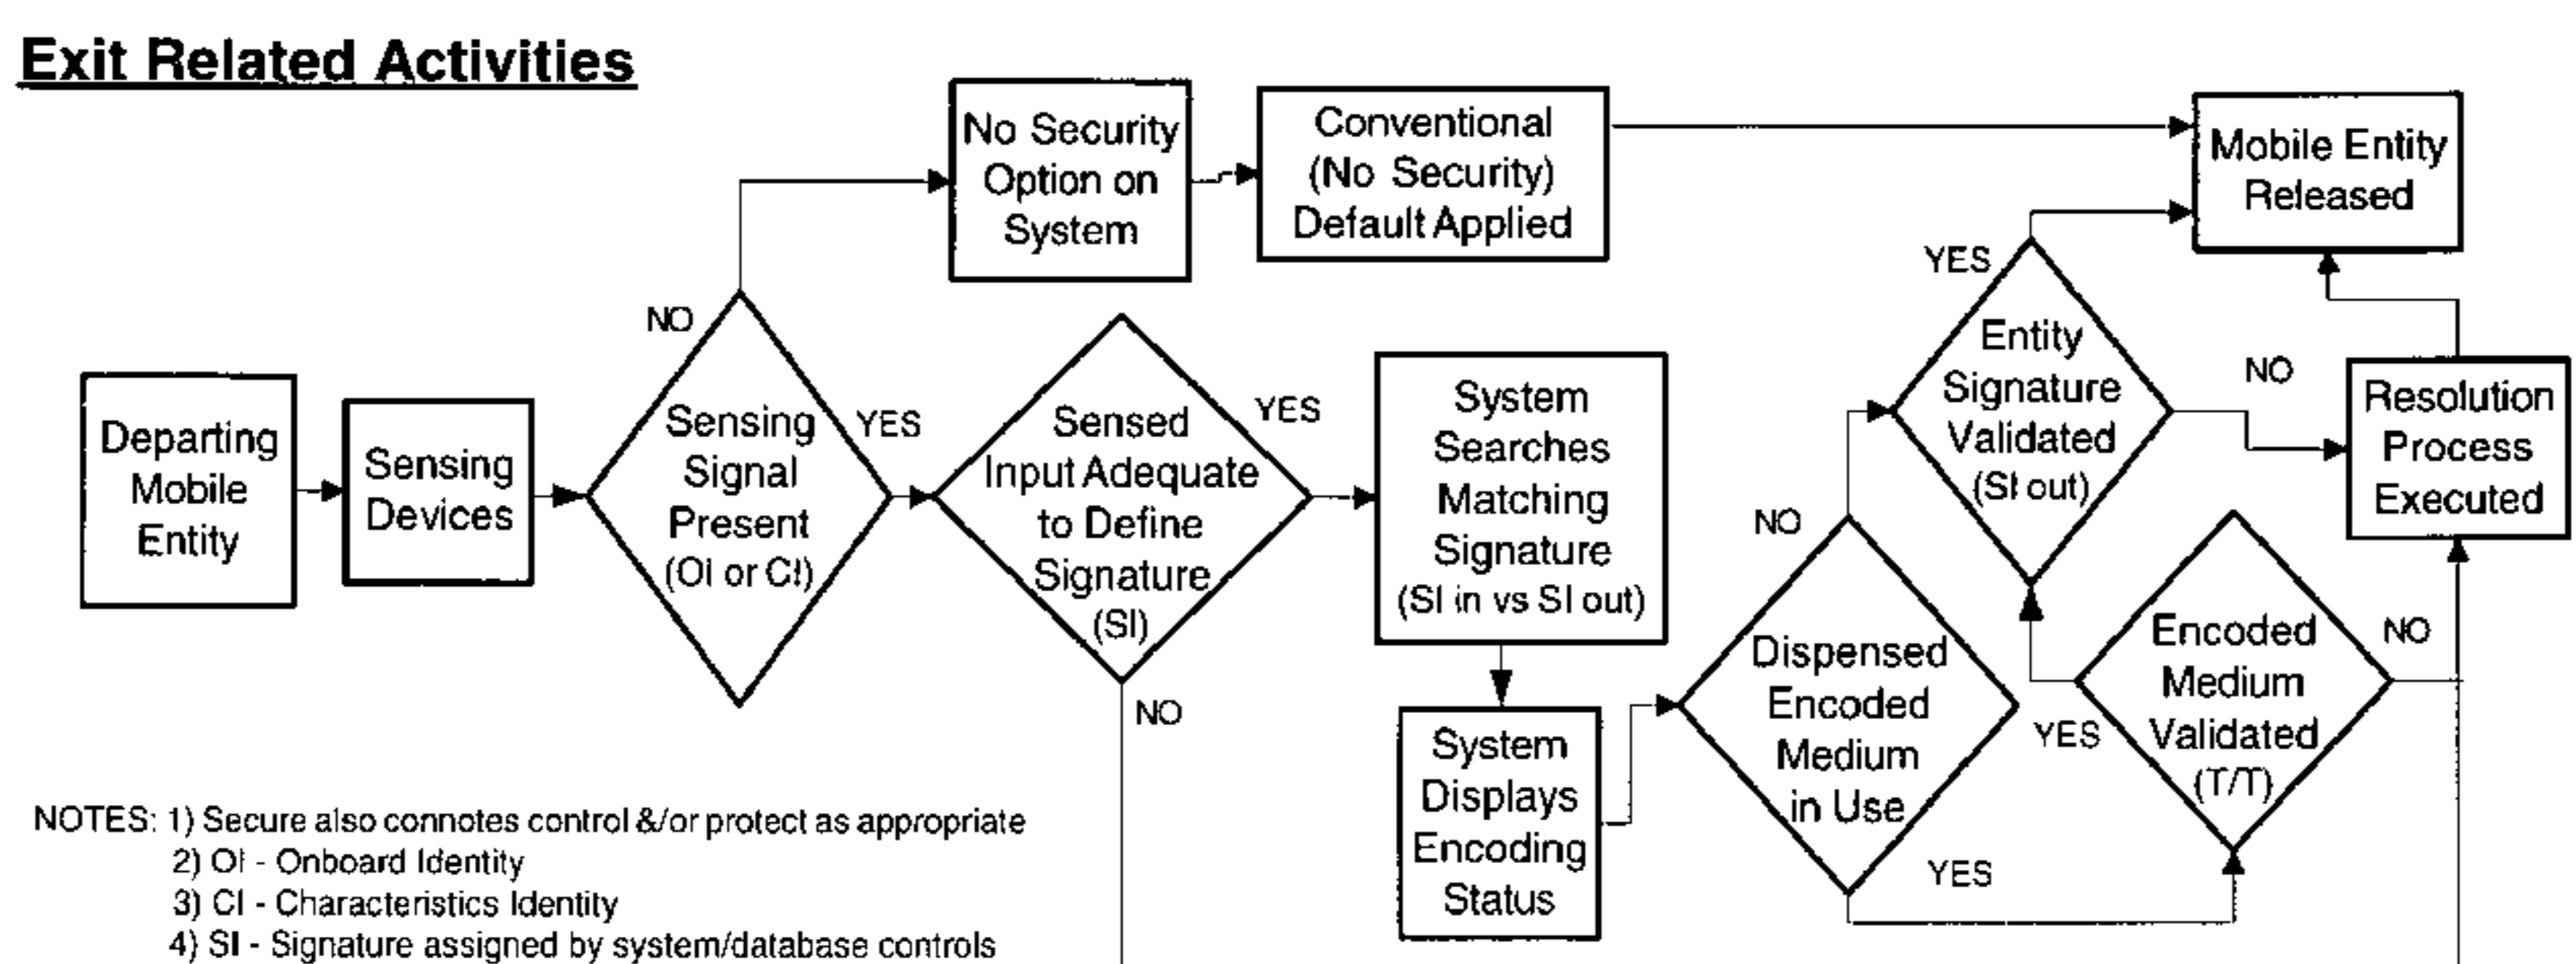 Exit Related Activities
No Security
Option on
System
Conventional
(No Security)
Default Applied
Mobile Entity
Released
NO
YES
Departing
Mobile
Entity
Sensing
Devices
Sensing
Signal
Present
(OI or CI)
YES
Sensed
Input Adequate
to Define
Signature
(SI)
YES
NO
System
Searches
Matching
Signature
(SI in vs SI out)
System
Displays
Encoding
Status
NO
Dispensed
Encoded
Medium
in Use
YES
Entity
Signature
Validated
(SI out)
NO
Resolution
Process
Executed
Encoded
Medium
Validated
(T/T)
YES
NO
NOTES: 1) Secure also connotes control &/or protect as appropriate
2) OI - Onboard Identity
3) CI - Characteristics Identity
4) SI - Signature assigned by system/database controls